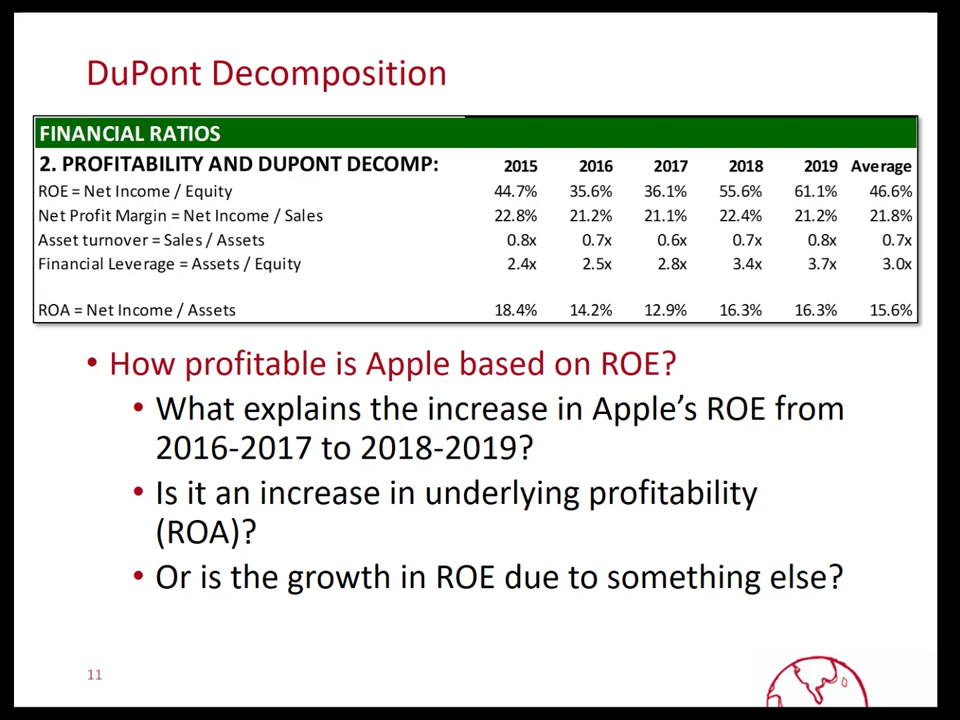 DuPont Decomposition
FINANCIAL RATIOS
2. PROFITABILITY AND DUPONT DECOMP: 2015 2016 2017 2018 2019 Average
ROE = Net Income / Equity 44.7% 35.6% 36.1% 55.6% 61.1% 46.6%
Net Profit Margin = Net Income / Sales 22.8% 21.2% 21.1% 22.4% 21.2% 21.8%
Asset turnover = Sales / Assets 0.8x 0.7x 0.6x 0.7x 0.8x 0.7x
Financial Leverage = Assets / Equity 2.4x 2.5x 2.8x 3.4x 3.7x 3.0x
ROA = Net Income / Assets 18.4% 14.2% 12.9% 16.3% 16.3% 15.6%
• How profitable is Apple based on ROE?
• What explains the increase in Apple’s ROE from
2016-2017 to 2018-2019?
• Is it an increase in underlying profitability
(ROA)?
• Or is the growth in ROE due to something else?
11